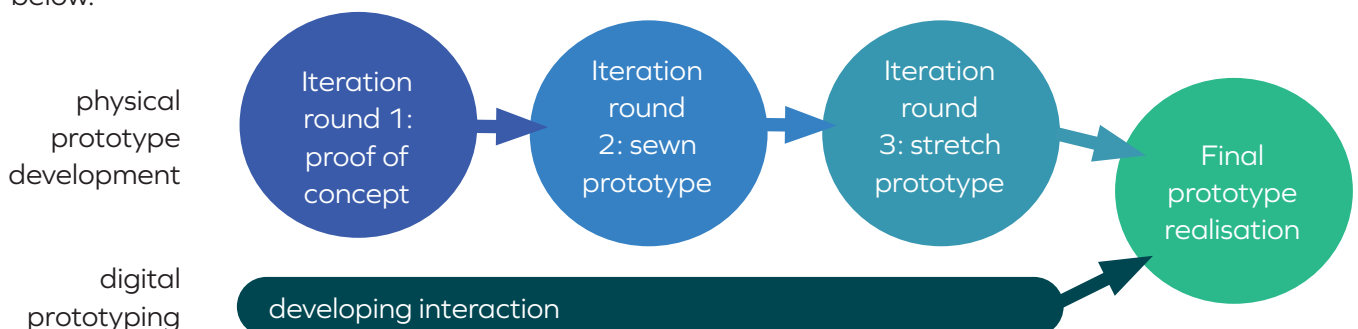 below.
physical
prototype
development
Iteration
round 1:
proof of
concept
Iteration
round
2: sewn
prototype
Iteration
round
3: stretch
prototype
Final
prototype
realisation
digital
prototyping
developing interaction